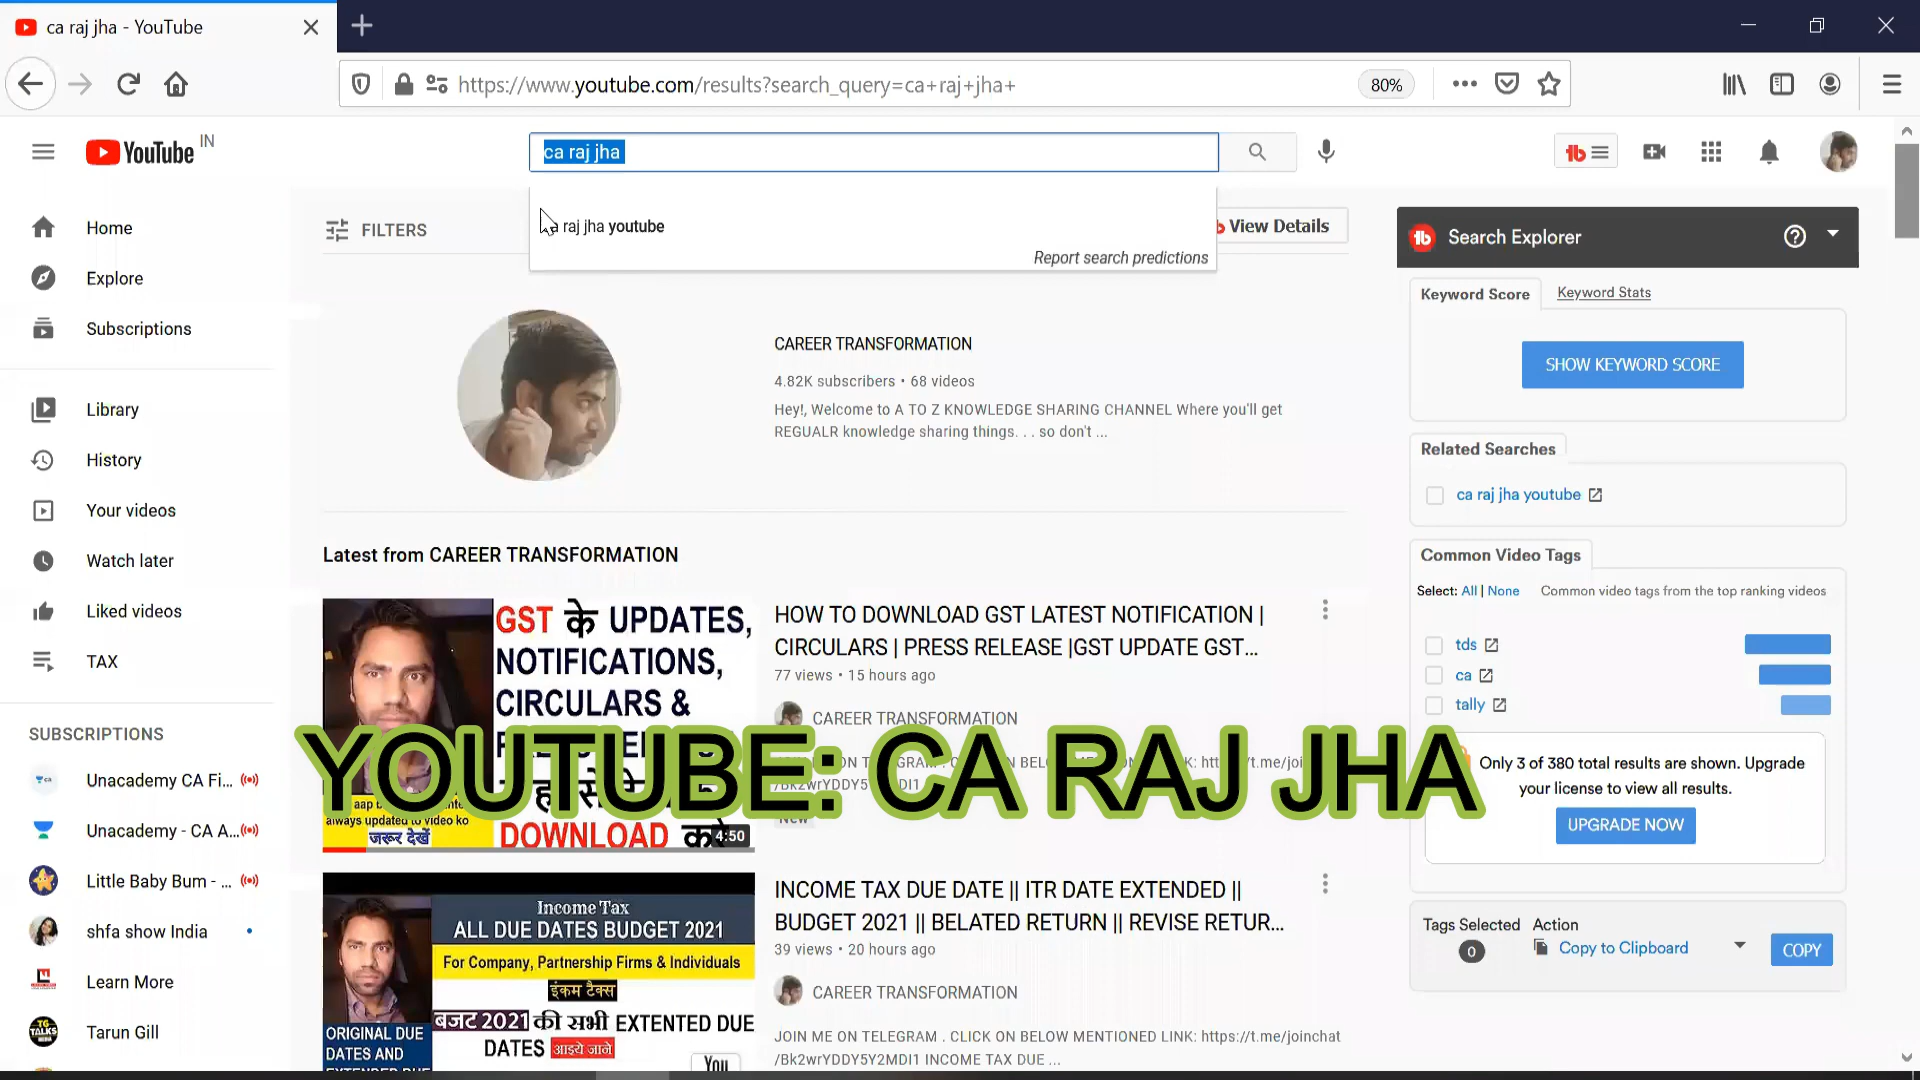 ca raj jha - YouTube
https://www.youtube.com/results?search_query=ca+raj+jha+
80%
YouTube IN
ca raj jha
raj jha youtube
Report search predictions
FILTERS
View Details
Home
Explore
Subscriptions
Library
History
Your videos
Watch later
Liked videos
TAX
SUBSCRIPTIONS
Unacademy CA Fi...
Unacademy - CA A...
Little Baby Bum - ...
shfa show India
Learn More
Tarun Gill
CAREER TRANSFORMATION
4.82K subscribers • 68 videos
Hey!, Welcome to A TO Z KNOWLEDGE SHARING CHANNEL Where you'll get
REGUALR knowledge sharing things. . . so don't ...
Latest from CAREER TRANSFORMATION
GST के UPDATES,
NOTIFICATIONS,
CIRCULARS &
always updated to video ko
जरूर देखें
DOWNLOAD
4:50
HOW TO DOWNLOAD GST LATEST NOTIFICATION |
CIRCULARS | PRESS RELEASE |GST UPDATE GST...
77 views • 15 hours ago
CAREER TRANSFORMATION
New
YOUTUBE: CA RAJ JHA
Income Tax
ALL DUE DATES BUDGET 2021
For Company, Partnership Firms & Individuals
इंकम टैक्स
बजट 2021 की सभी EXTENTED DUE
DATES आइये जाने
ORIGINAL DUE
DATES AND
You
INCOME TAX DUE DATE || ITR DATE EXTENDED ||
BUDGET 2021 || BELATED RETURN || REVISE RETUR...
39 views • 20 hours ago
CAREER TRANSFORMATION
JOIN ME ON TELEGRAM . CLICK ON BELOW MENTIONED LINK: https://t.me/joinchat
/Bk2wrYDDY5Y2MDI1 INCOME TAX DUE ...
Search Explorer
Keyword Score
Keyword Stats
SHOW KEYWORD SCORE
Related Searches
ca raj jha youtube
Common Video Tags
Select: All | None Common video tags from the top ranking videos
tds
ca
tally
Only 3 of 380 total results are shown. Upgrade
your license to view all results.
UPGRADE NOW
Tags Selected
0
Action
Copy to Clipboard
COPY